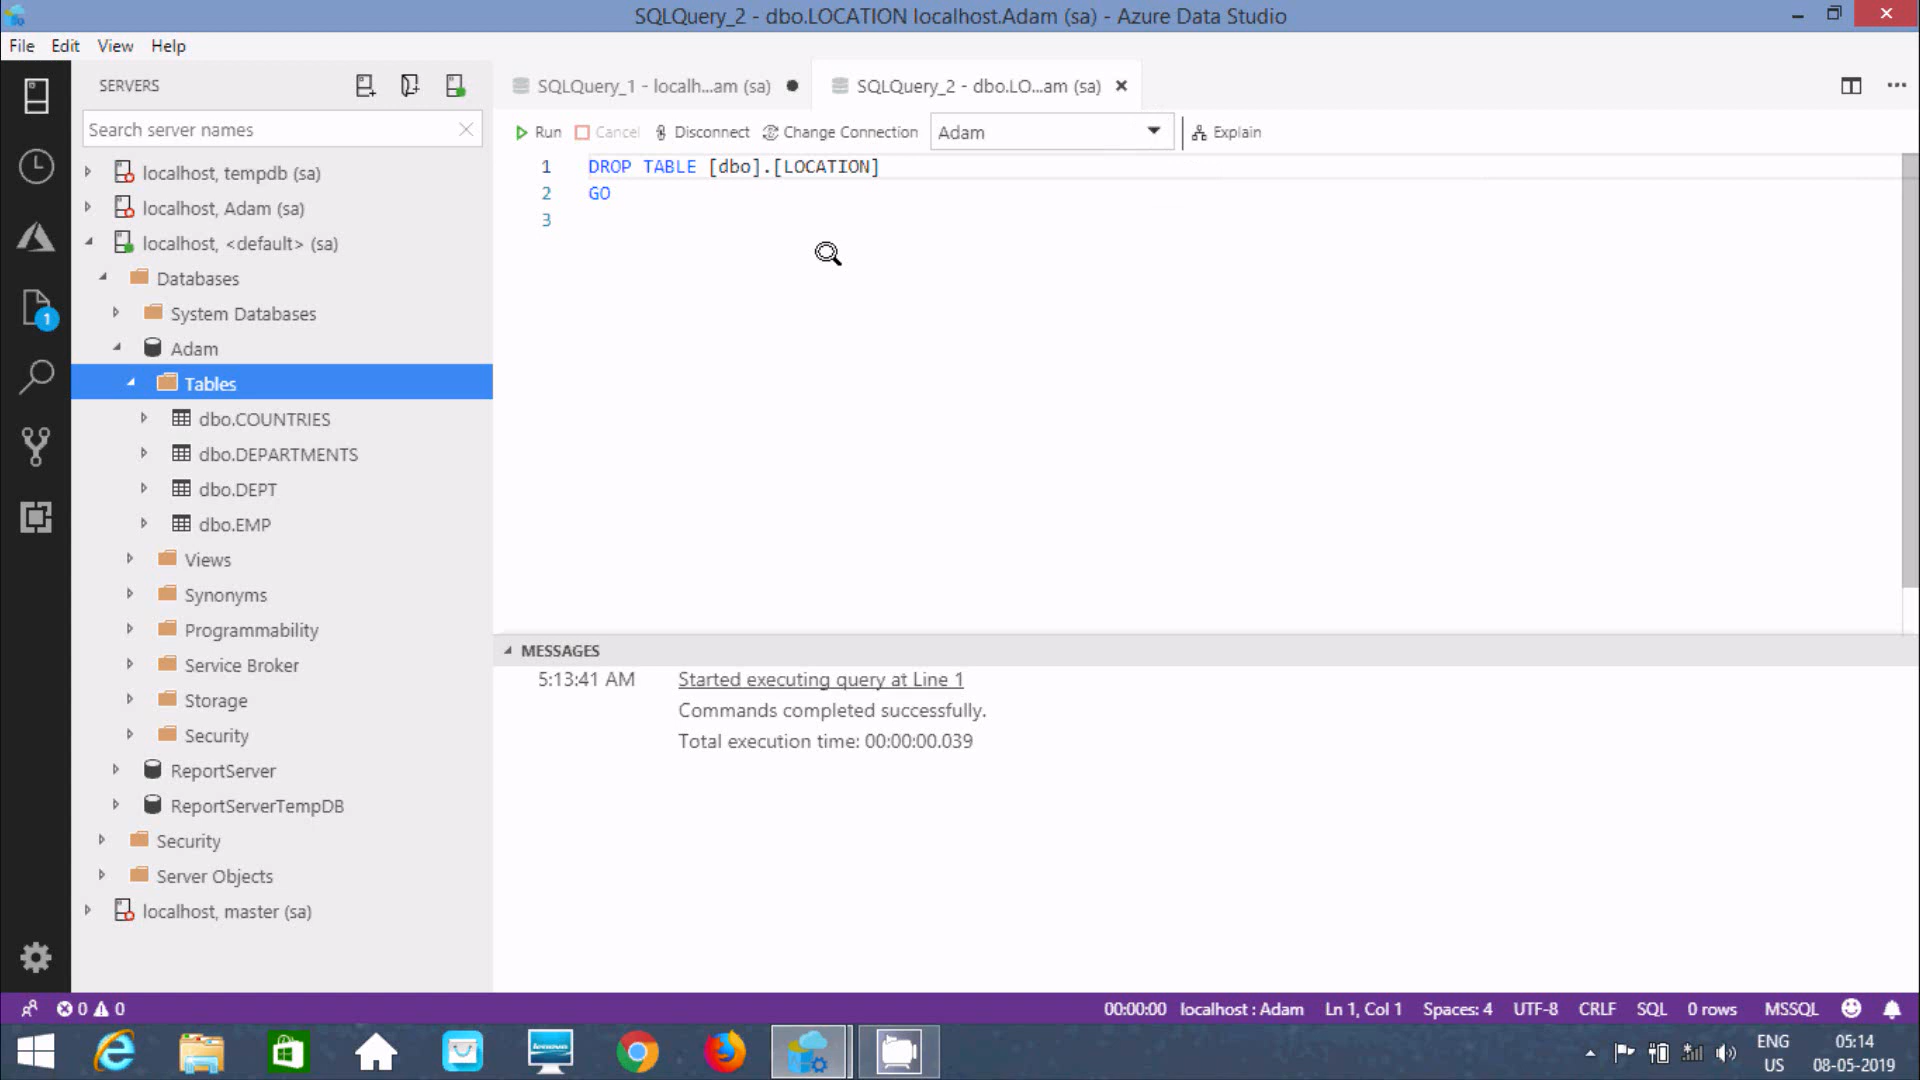 SQLQuery_2 - dbo.LOCATION localhost.Adam (sa) - Azure Data Studio
File Edit View Help
SERVERS
Search server names
localhost, tempdb (sa)
localhost, Adam (sa)
localhost, <default> (sa)
Databases
System Databases
Adam
Tables
dbo.COUNTRIES
dbo.DEPARTMENTS
dbo.DEPT
dbo.EMP
Views
Synonyms
Programmability
Service Broker
Storage
Security
ReportServer
ReportServerTempDB
Security
Server Objects
localhost, master (sa)
1
SQLQuery_1 - localh...am (sa)
SQLQuery_2 - dbo.LO...am (sa)
Run Cancel Disconnect Change Connection Adam Explain
1 DROP TABLE [dbo].[LOCATION]
2 GO
3
MESSAGES
5:13:41 AM Started executing query at Line 1
Commands completed successfully.
Total execution time: 00:00:00.039
0 0 00:00:00 localhost : Adam Ln 1, Col 1 Spaces: 4 UTF-8 CRLF SQL 0 rows MSSQL
ENG 05:14
US 08-05-2019